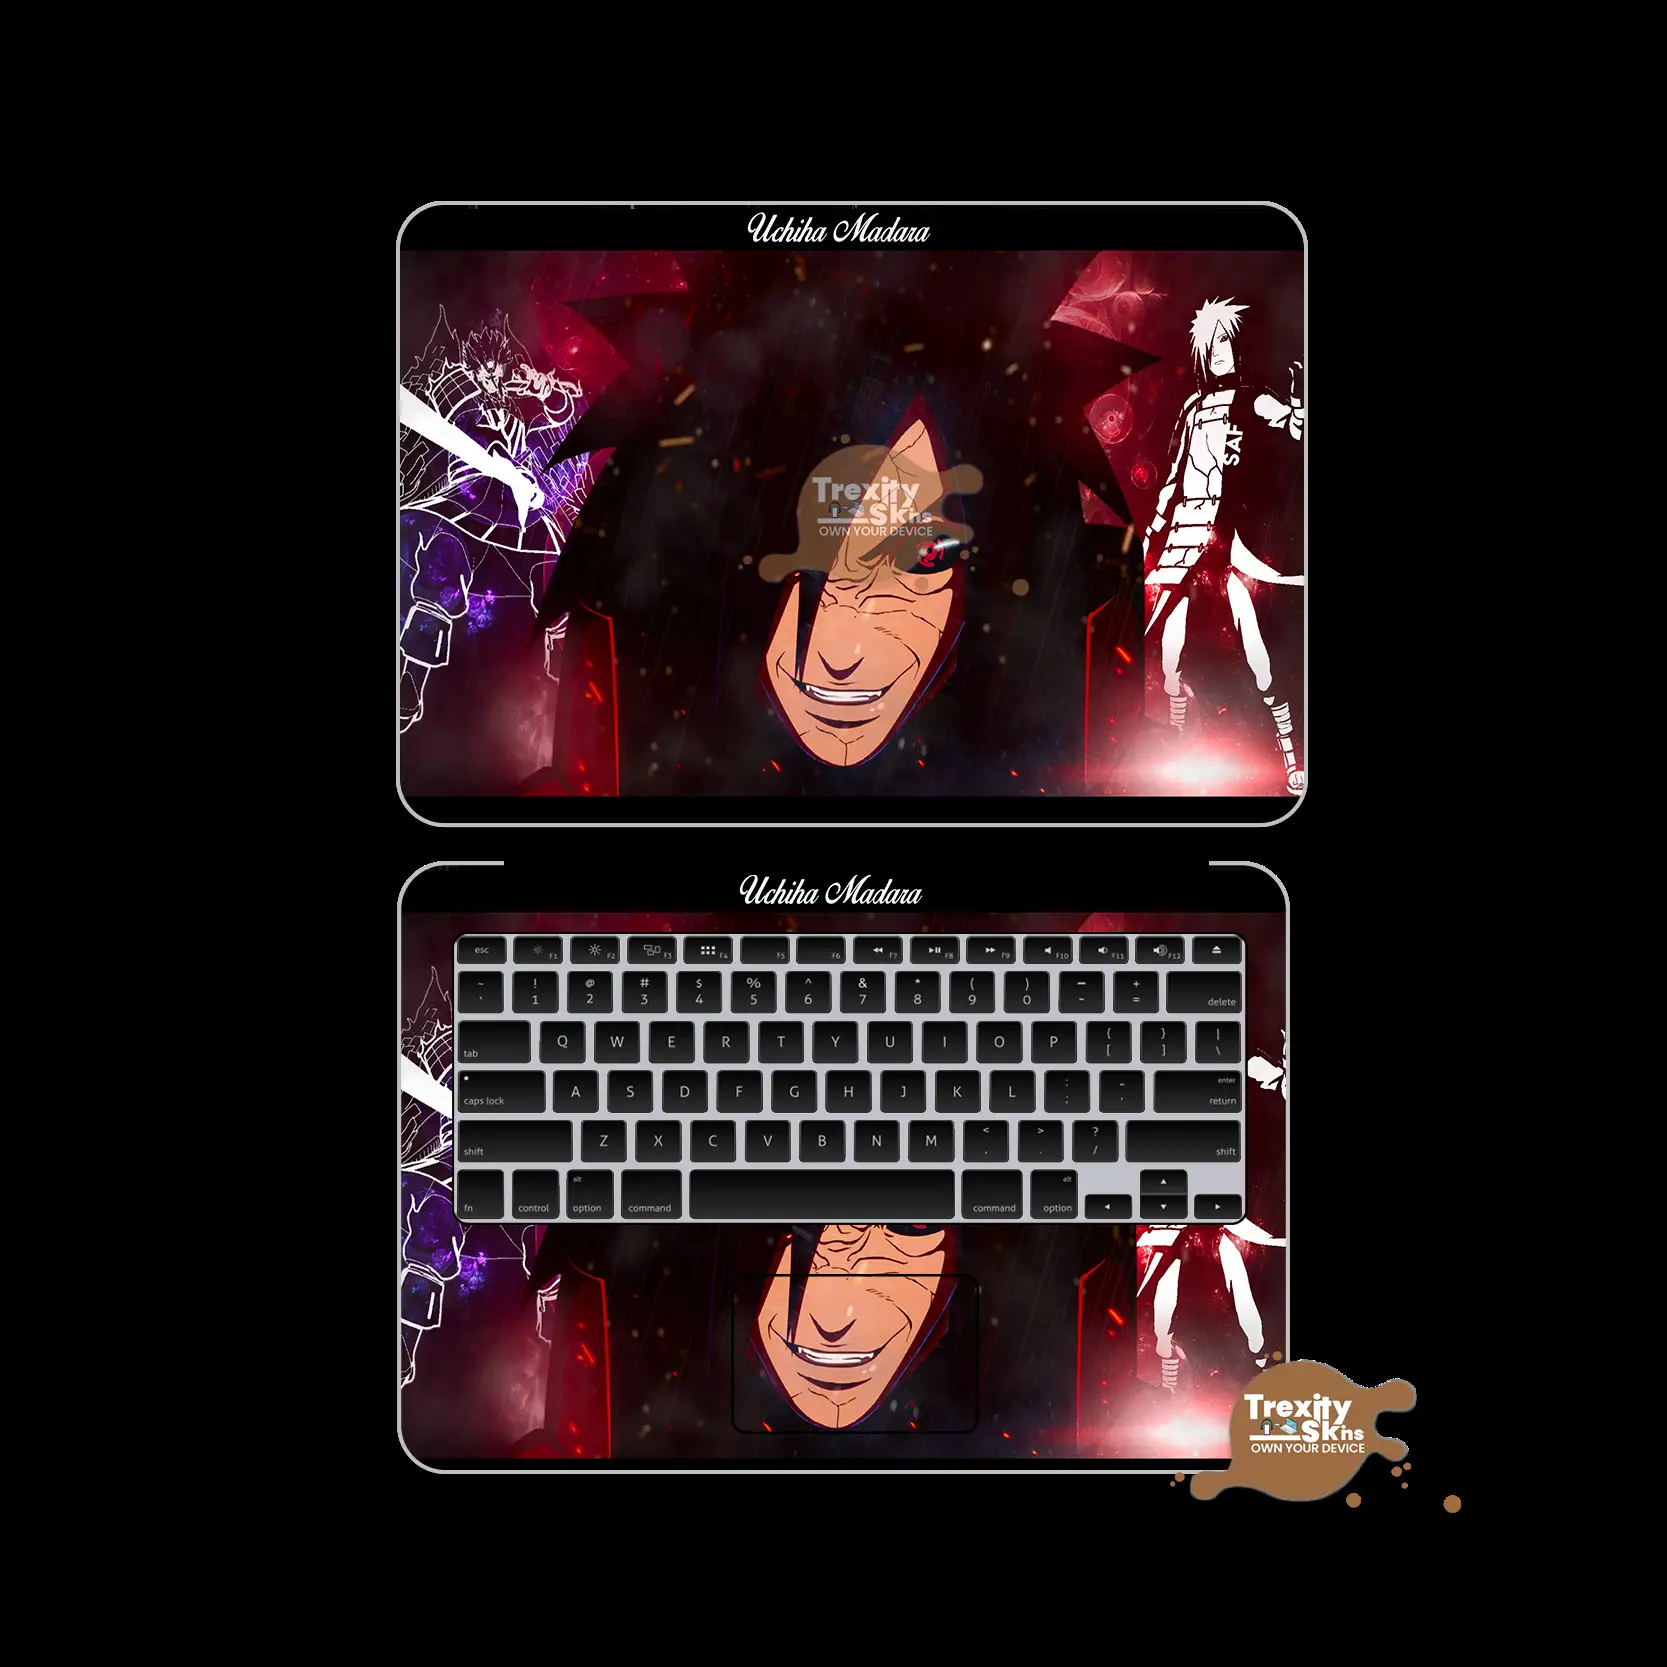 Uchiha Madara
SAF
Trexity
Skins
OWN YOUR DEVICE
Uchiha Madara
esc F1 F2 F3 F4 F5 F6 F7 F8 F9 F10 F11 F12
~ ! @ # $ % ^ & * ( ) — +
` 1 2 3 4 5 6 7 8 9 0 - = delete
tab Q W E R T Y U I O P { [ } ] | \
caps lock A S D F G H J K L : ; " ' enter return
shift Z X C V B N M < , > . ? / shift
fn control alt option command command alt option
Trexity
Skins
OWN YOUR DEVICE